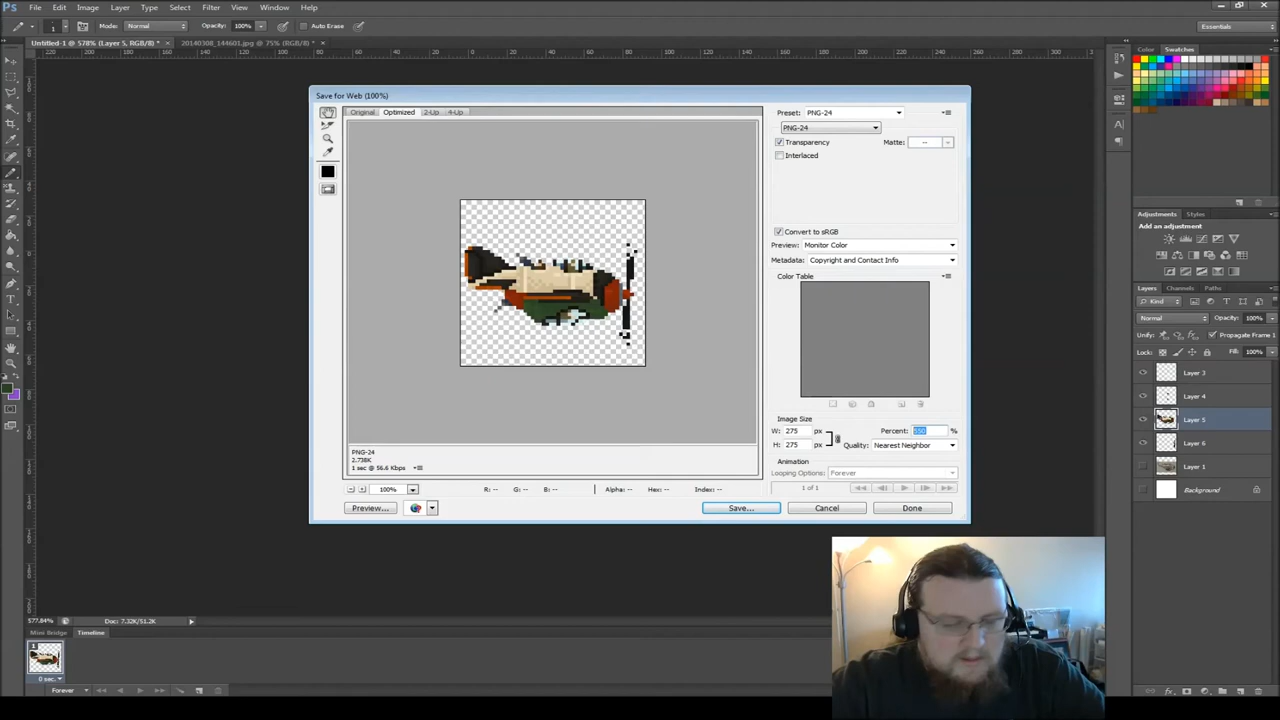 Ps File Edit Image Layer Type Select Filter View Window Help
1 Mode: Normal Opacity: 100% Auto Erase Essentials
Untitled-1 @ 578% (Layer 5, RGB/8) * × 20140308_144601.jpg @ 75% (RGB/8) * ×
Color Swatches
Save for Web (100%)
Original Optimized 2-Up 4-Up
Preset: PNG-24
PNG-24
Transparency Matte: --
Interlaced
Convert to sRGB
Preview: Monitor Color
Metadata: Copyright and Contact Info
Color Table
Image Size
W: 275 px Percent: 550 %
H: 275 px Quality: Nearest Neighbor
Animation
Looping Options: Forever
1 of 1
PNG-24
2.738K
1 sec @ 56.6 Kbps
100% R: -- G: -- B: -- Alpha: -- Hex: -- Index: --
Preview... Save... Cancel Done
Adjustments Styles
Add an adjustment
Layers Channels Paths
Kind
Normal Opacity: 100%
Unify: Propagate Frame 1
Lock: Fill: 100%
Layer 3
Layer 4
Layer 5
Layer 6
Layer 1
Background
577.84% Doc: 7.32K/51.2K
Mini Bridge Timeline
1
0 sec.
Forever